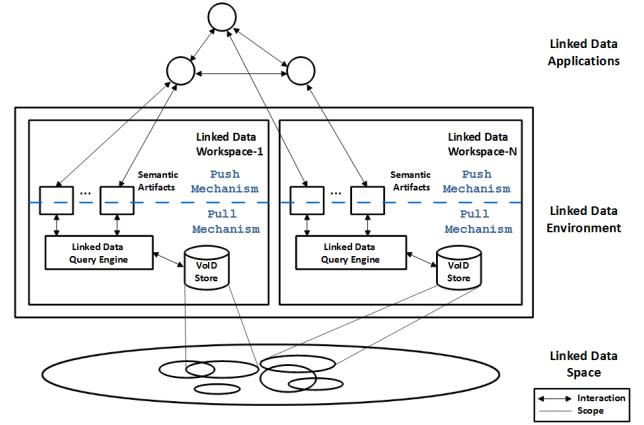 Linked Data
Applications
Linked Data
Workspace-1
Semantic
Artifacts
Push
Mechanism
...
Pull
Mechanism
Linked Data
Query Engine
VoID
Store
Linked Data
Workspace-N
Semantic
Artifacts
Push
Mechanism
...
Pull
Mechanism
Linked Data
Query Engine
VoID
Store
Linked Data
Environment
Linked Data
Space
Interaction
Scope